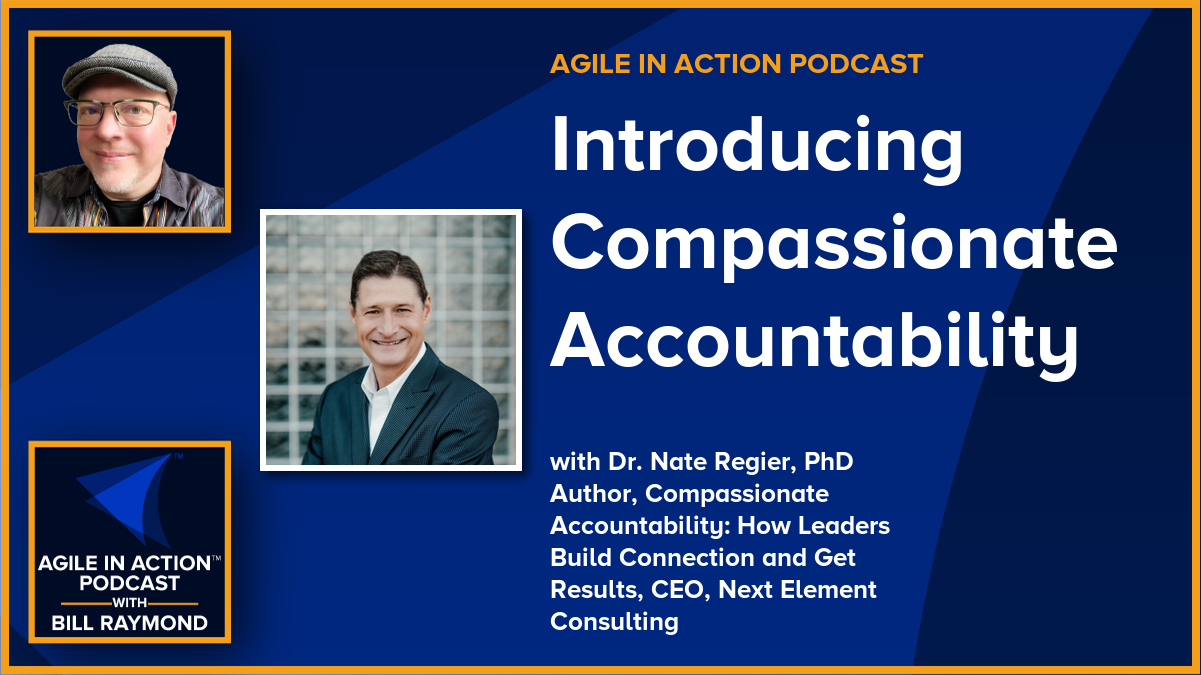 AGILE IN ACTION PODCAST
Introducing
Compassionate
Accountability
with Dr. Nate Regier, PhD
Author, Compassionate
Accountability: How Leaders
Build Connection and Get
Results, CEO, Next Element
Consulting
TM
AGILE IN ACTION™
PODCAST
WITH
BILL RAYMOND